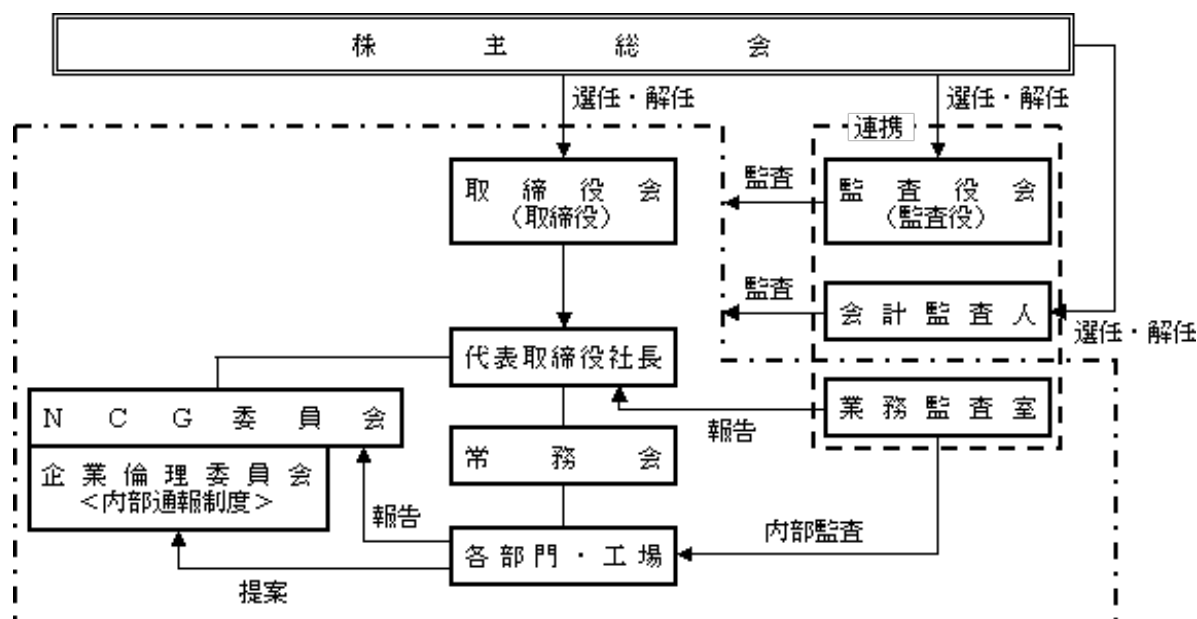 株主総会
選任・解任
選任・解任
連携
取締役会
（取締役）
監査
監査役会
（監査役）
監査
会計監査人
選任・解任
代表取締役社長
NCG委員会
報告
業務監査室
常務会
企業倫理委員会
＜内部通報制度＞
報告
内部監査
各部門・工場
提案